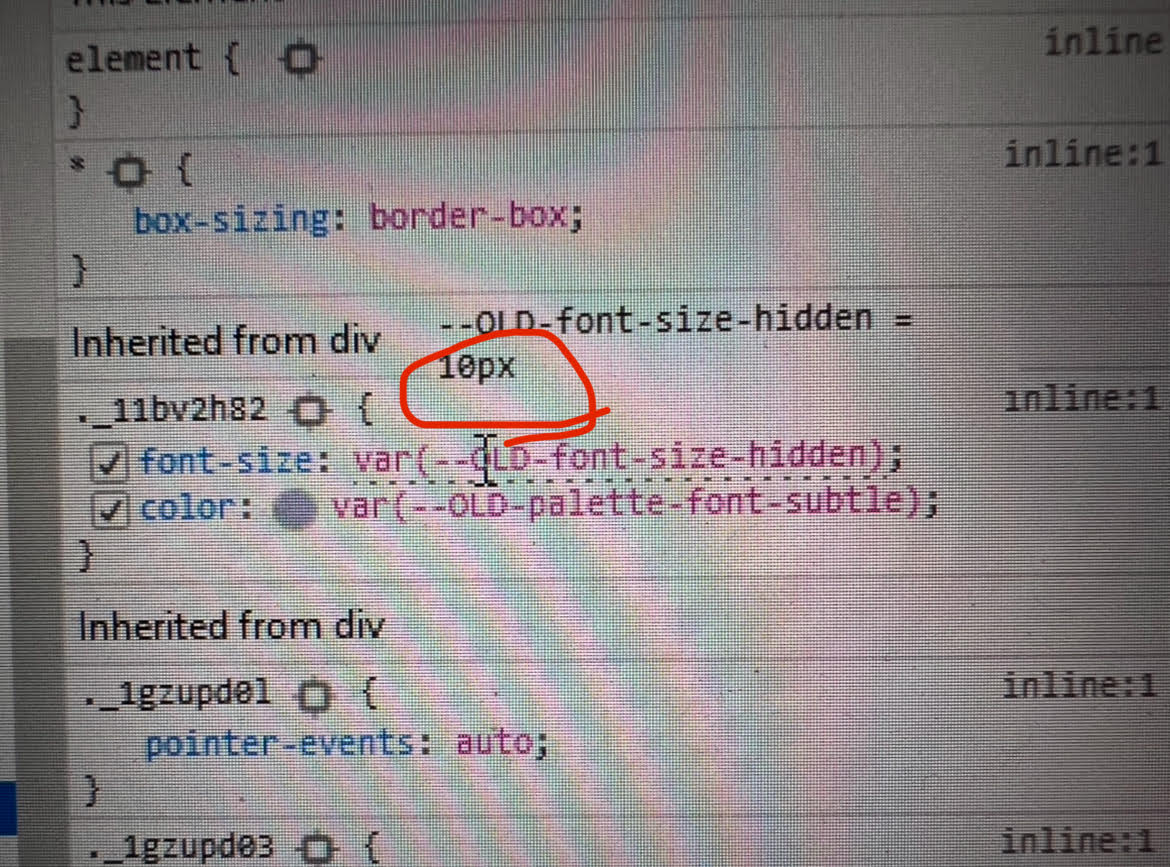 element {
inline
}
* {
inline:1
box-sizing: border-box;
}
Inherited from div
--OLD-font-size-hidden =
10px
._11bv2h82 {
inline:1
font-size: var(--OLD-font-size-hidden);
color: var(--OLD-palette-font-subtle);
}
Inherited from div
._1gzupd01 {
inline:1
pointer-events: auto;
}
._1gzupd03 {
inline:1